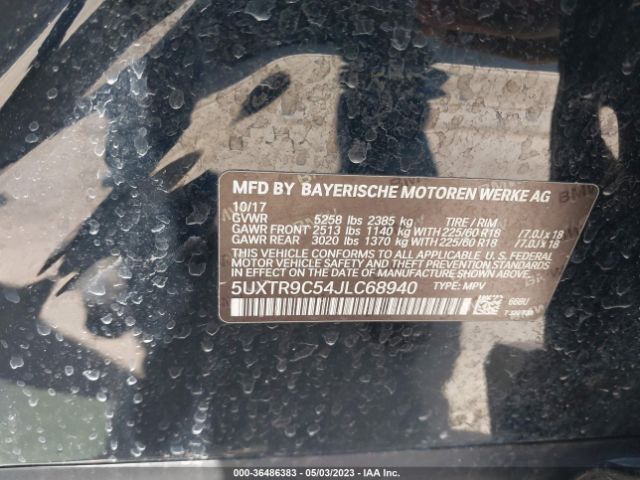 MFD BY BAYERISCHE MOTOREN WERKE AG
10/17
GVWR 5258 lbs 2385 kg TIRE / RIM
GAWR FRONT 2513 lbs 1140 kg WITH 225/60 R18 /7.0J x 18
GAWR REAR 3020 lbs 1370 kg WITH 225/60 R18 /7.0J x 18
THIS VEHICLE CONFORMS TO ALL APPLICABLE U. S. FEDERAL
MOTOR VEHICLE SAFETY, BUMPER AND THEFT PREVENTION STANDARDS
IN EFFECT ON THE DATE OF MANUFACTURE SHOWN ABOVE.
5UXTR9C54JLC68940 TYPE: MPV
668U
000-36486383 - 05/03/2023 - IAA Inc.